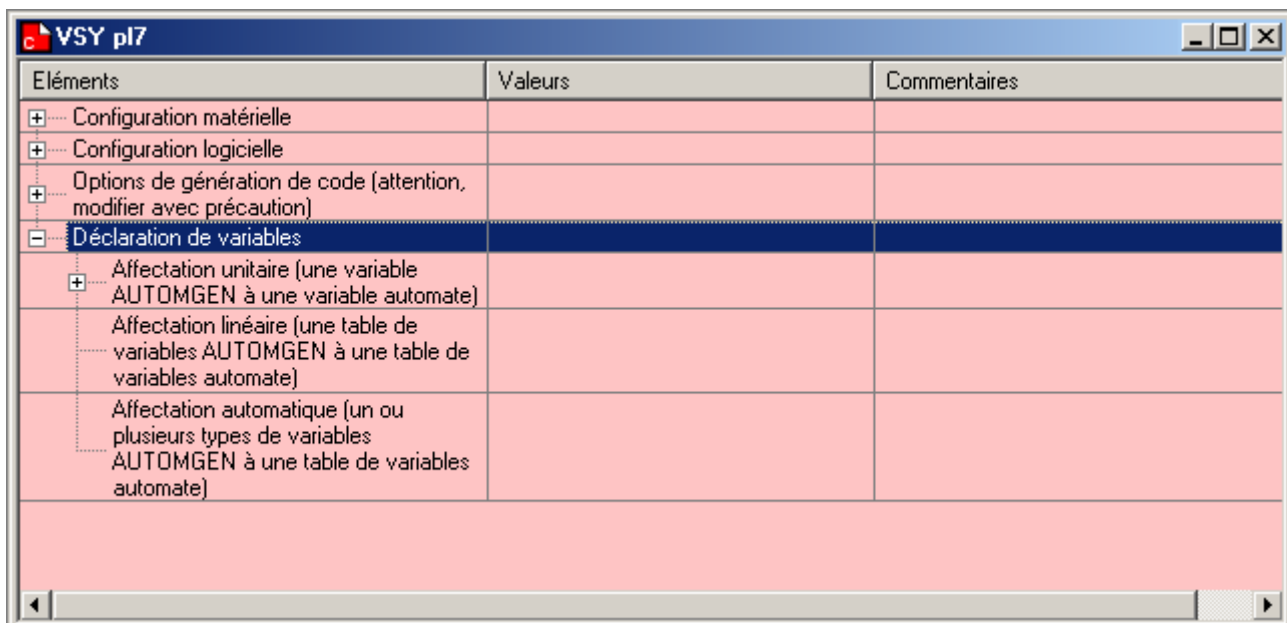 VSY pl7
Eléments Valeurs Commentaires
Configuration matérielle
Configuration logicielle
Options de génération de code (attention,
modifier avec précaution)
Déclaration de variables
Affectation unitaire (une variable
AUTOMGEN à une variable automate)
Affectation linéaire (une table de
variables AUTOMGEN à une table de
variables automate)
Affectation automatique (un ou
plusieurs types de variables
AUTOMGEN à une table de variables
automate)